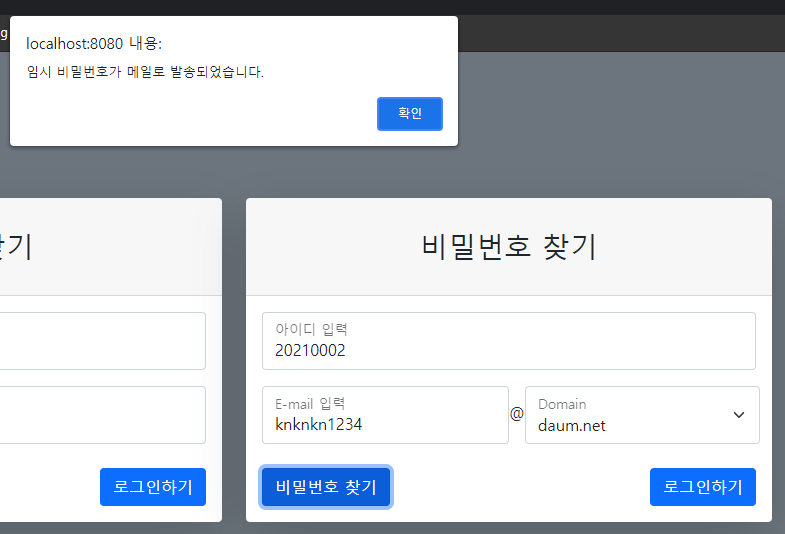 g
localhost:8080 내용:
임시 비밀번호가 메일로 발송되었습니다.
확인
찾기
비밀번호 찾기
아이디 입력
20210002
E-mail 입력
knknkn1234
@
Domain
daum.net
로그인하기
비밀번호 찾기
로그인하기